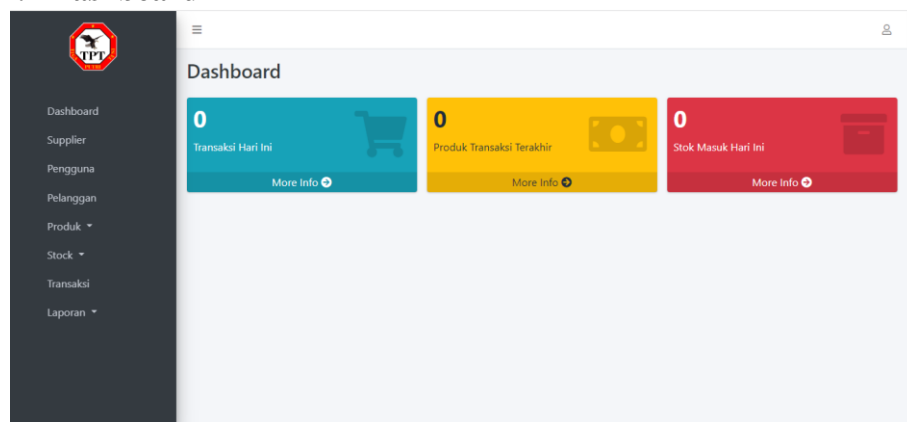 TPT
Dashboard
Dashboard
Supplier
Pengguna
Pelanggan
Produk
Stock
Transaksi
Laporan
0
Transaksi Hari Ini
More Info
0
Produk Transaksi Terakhir
More Info
0
Stok Masuk Hari Ini
More Info